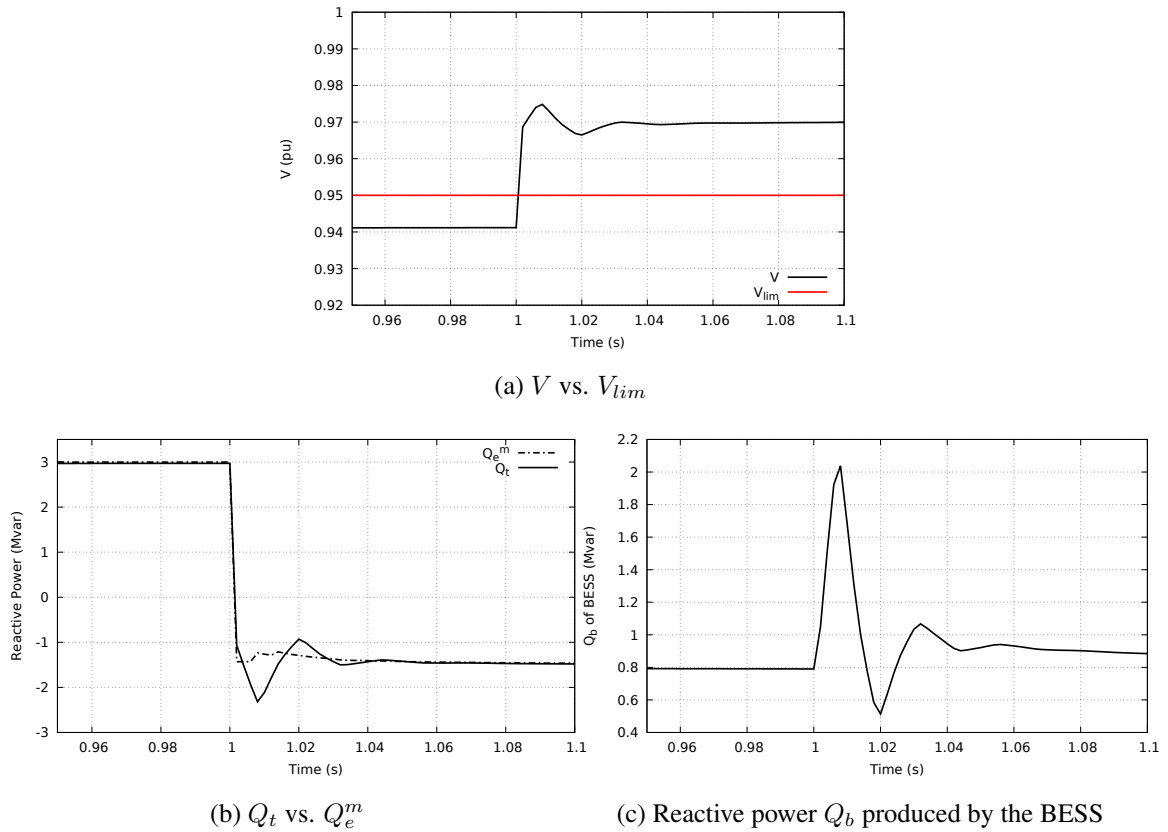 1
0.99
0.98
0.97
0.96
0.95
0.94
0.93
0.92
V (pu)
V
V_lim
0.96 0.98 1 1.02 1.04 1.06 1.08 1.1
Time (s)
(a) V vs. V_lim
3
2
1
0
-1
-2
-3
Reactive Power (Mvar)
Q_e^m
Q_t
0.96 0.98 1 1.02 1.04 1.06 1.08 1.1
Time (s)
(b) Q_t vs. Q_e^m
2.2
2
1.8
1.6
1.4
1.2
1
0.8
0.6
0.4
Q_b of BESS (Mvar)
0.96 0.98 1 1.02 1.04 1.06 1.08 1.1
Time (s)
(c) Reactive power Q_b produced by the BESS